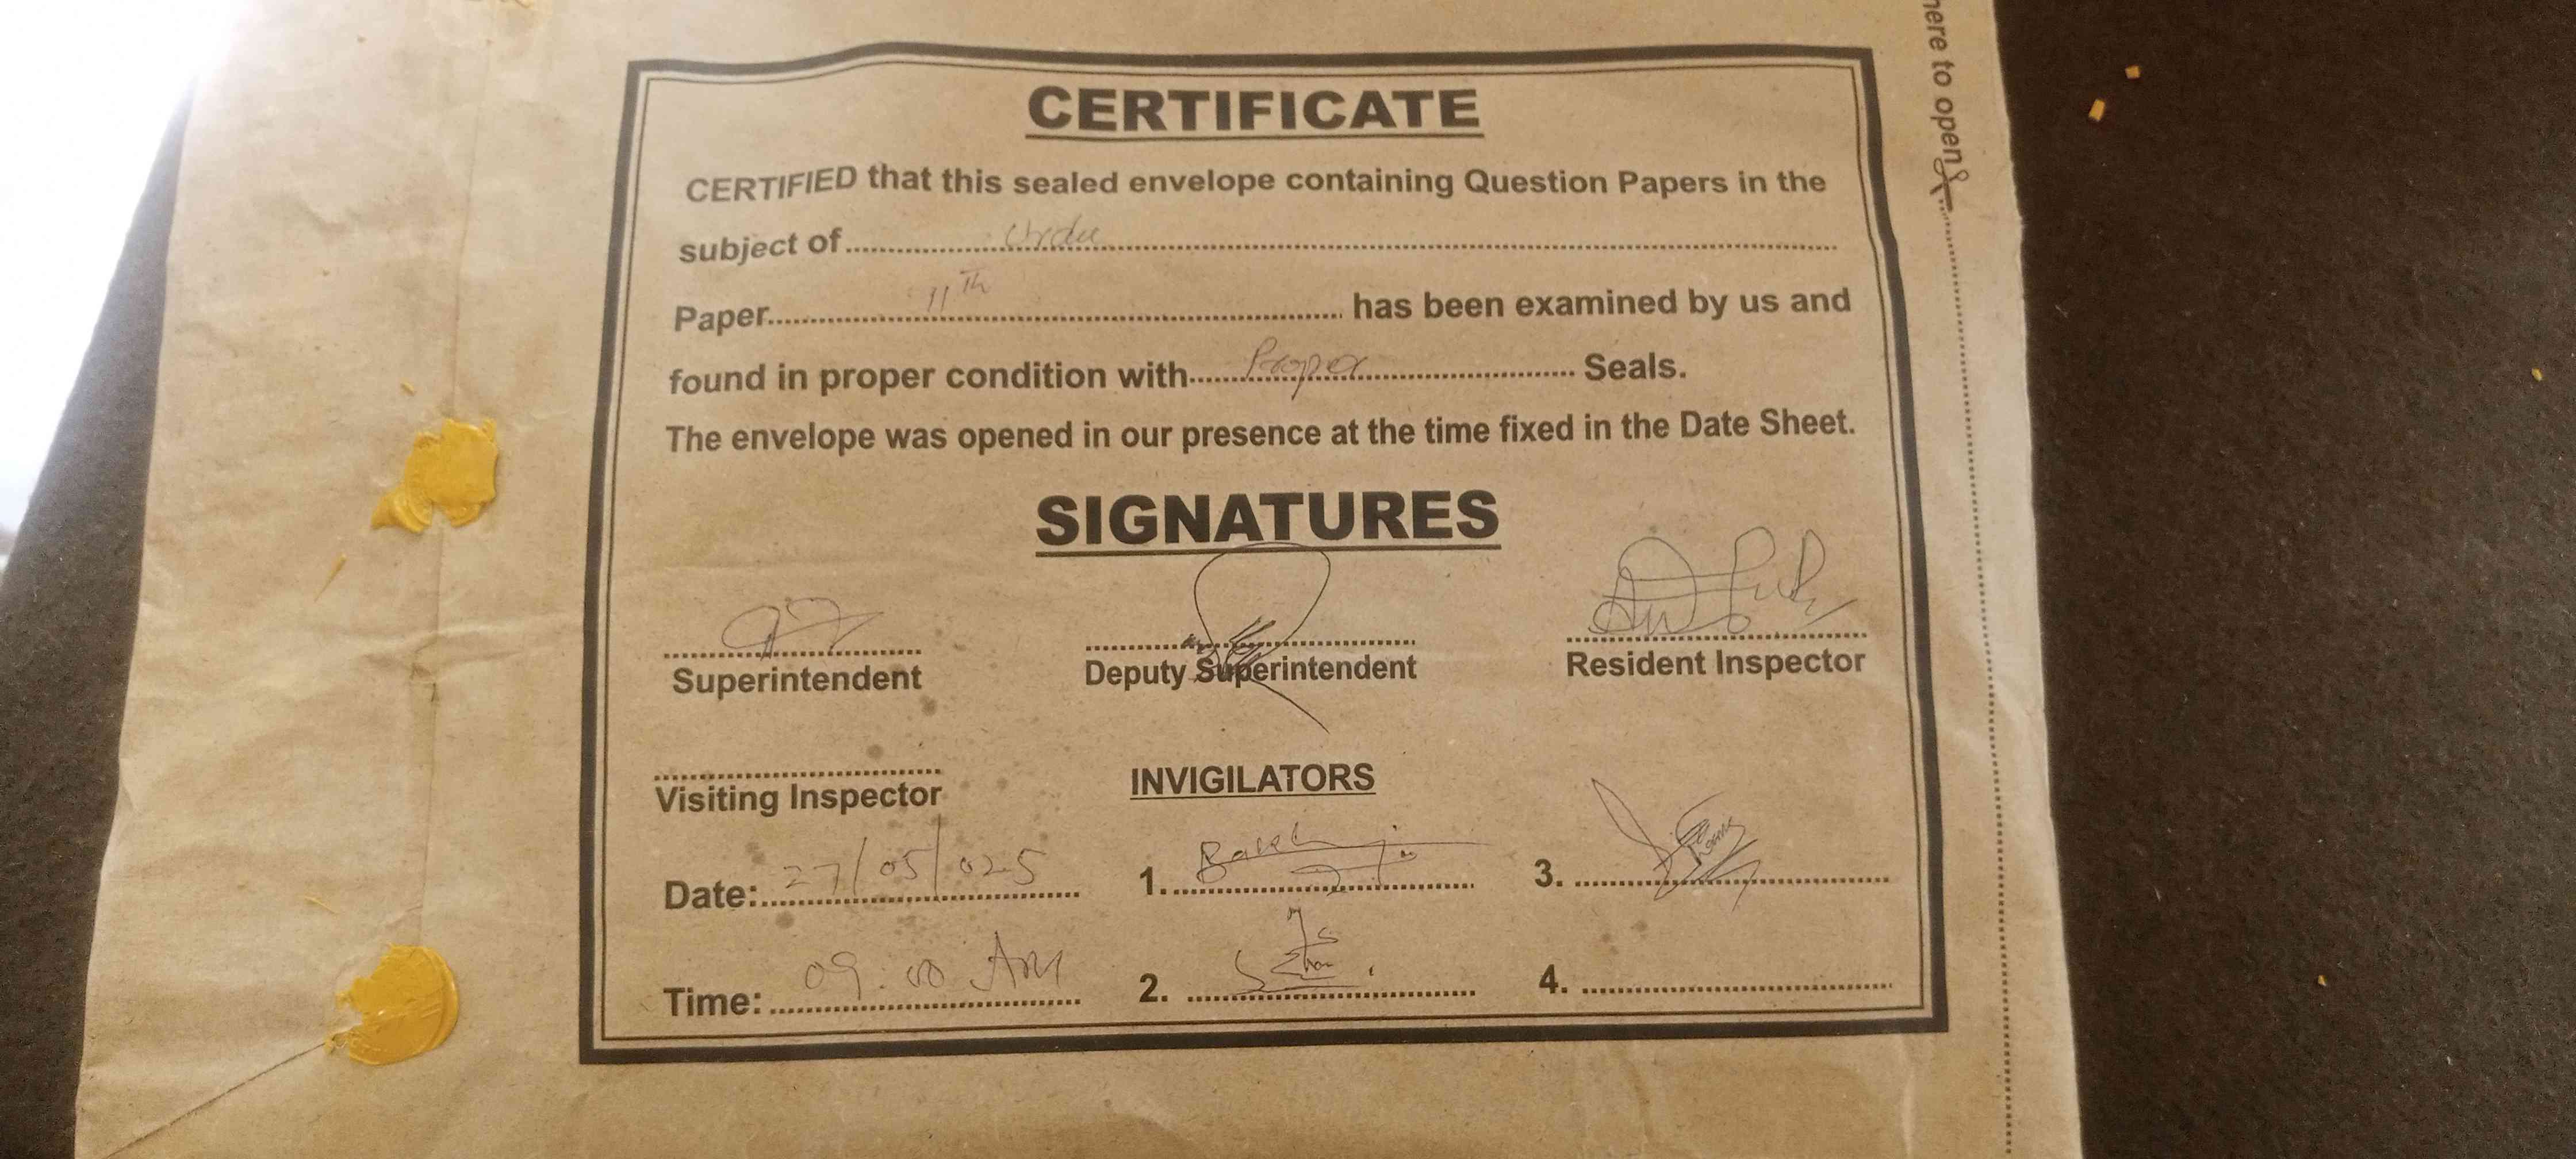 here to open
CERTIFICATE
CERTIFIED that this sealed envelope containing Question Papers in the
subject of Urdu
Paper 11th has been examined by us and
found in proper condition with Proper Seals.
The envelope was opened in our presence at the time fixed in the Date Sheet.
SIGNATURES
Superintendent Deputy Superintendent Resident Inspector
Visiting Inspector INVIGILATORS
Date: 27/05/025 1. 3.
Time: 09:00 AM 2. 4.